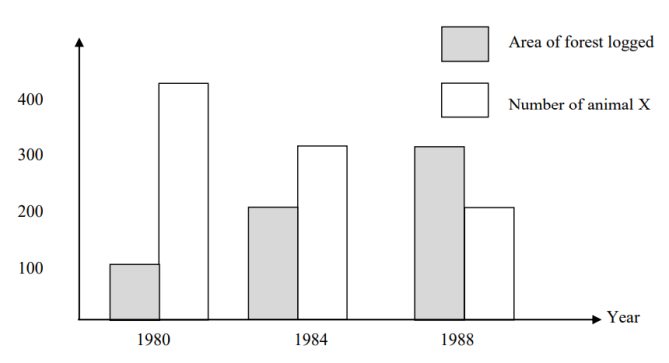 Area of forest logged
Number of animal X
400
300
200
100
Year
1980
1984
1988